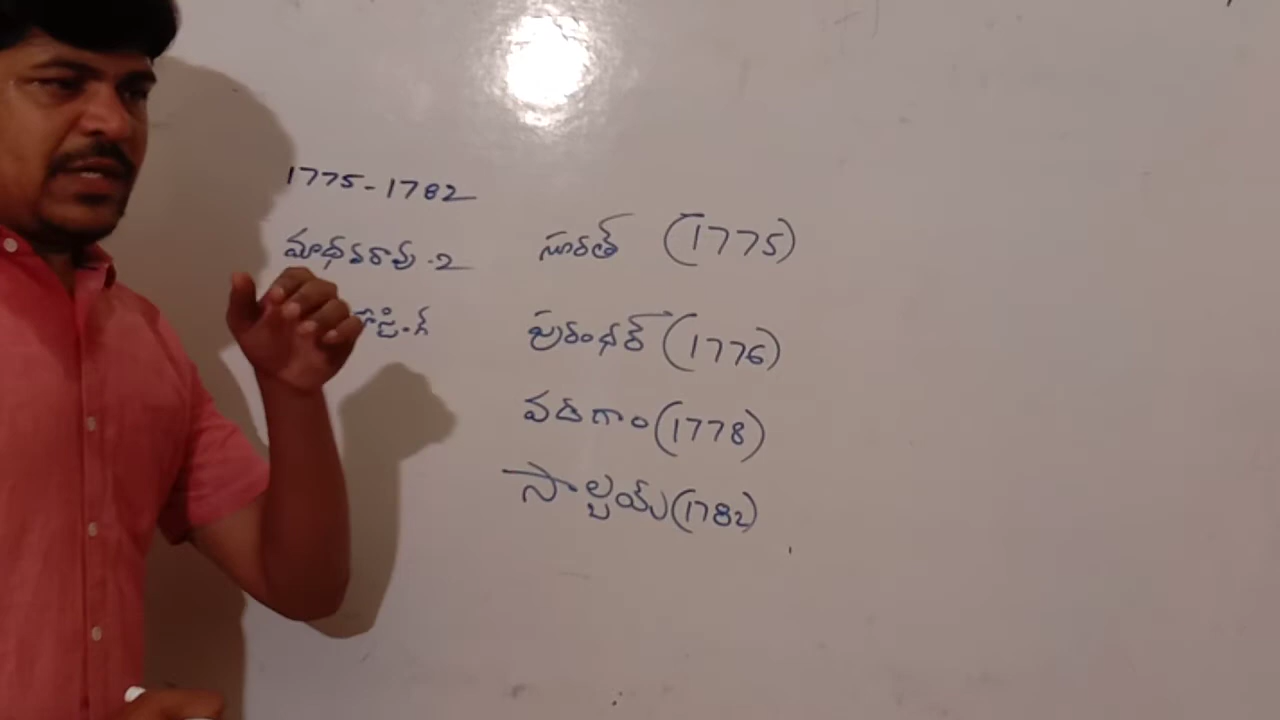 1775-1782
మాధవరావు-2
సూరత్ (1775)
పురంధర్ (1776)
వడగాం (1778)
సాల్బయ్ (1782)